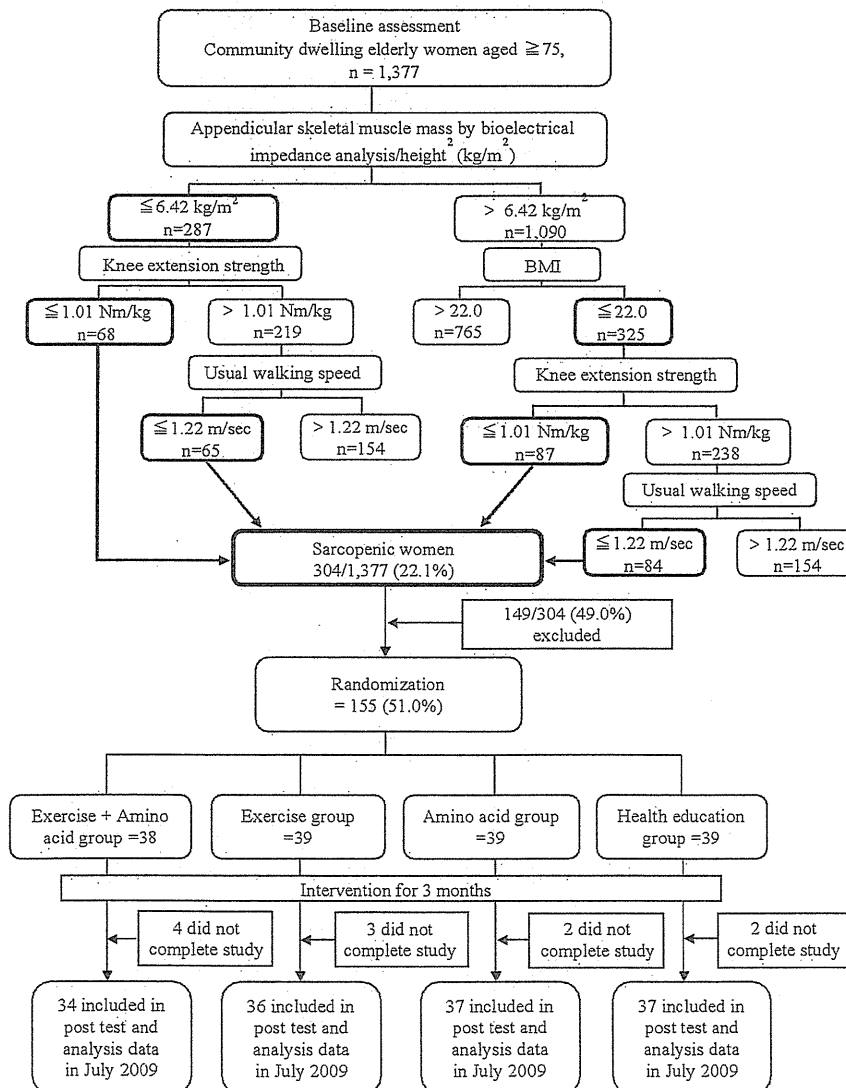 Baseline assessment
Community dwelling elderly women aged ≧75,
n = 1,377
Appendicular skeletal muscle mass by bioelectrical
impedance analysis/height² (kg/m²)
≦6.42 kg/m²
n=287
> 6.42 kg/m²
n=1,090
Knee extension strength
BMI
≦1.01 Nm/kg
n=68
> 1.01 Nm/kg
n=219
> 22.0
n=765
≦22.0
n=325
Usual walking speed
Knee extension strength
≦1.22 m/sec
n=65
> 1.22 m/sec
n=154
≦1.01 Nm/kg
n=87
> 1.01 Nm/kg
n=238
Usual walking speed
Sarcopenic women
304/1,377 (22.1%)
≦1.22 m/sec
n=84
> 1.22 m/sec
n=154
149/304 (49.0%)
excluded
Randomization
= 155 (51.0%)
Exercise + Amino
acid group =38
Exercise group
=39
Amino acid group
=39
Health education
group =39
Intervention for 3 months
4 did not
complete study
3 did not
complete study
2 did not
complete study
2 did not
complete study
34 included in
post test and
analysis data
in July 2009
36 included in
post test and
analysis data
in July 2009
37 included in
post test and
analysis data
in July 2009
37 included in
post test and
analysis data
in July 2009